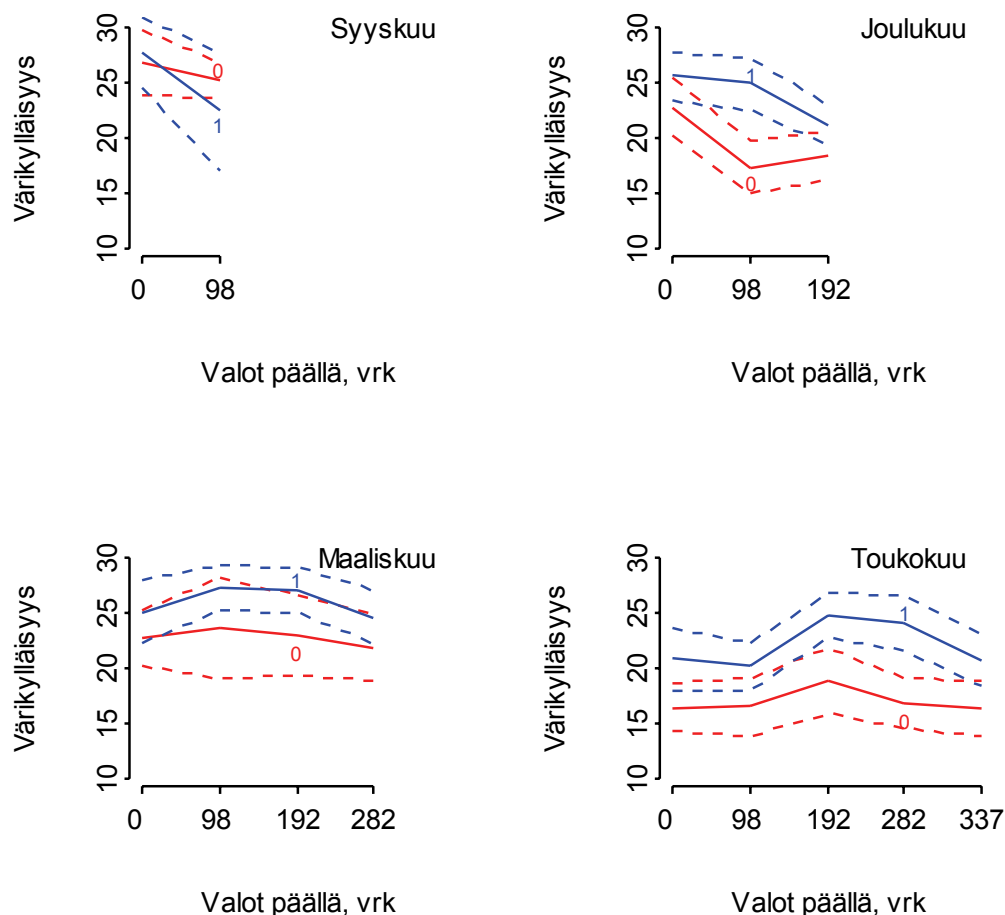 Syyskuu
Värikylläisyys
10 15 20 25 30
0
1
0 98
Valot päällä, vrk
Joulukuu
Värikylläisyys
10 15 20 25 30
1
0
0 98 192
Valot päällä, vrk
Maaliskuu
Värikylläisyys
10 15 20 25 30
1
0
0 98 192 282
Valot päällä, vrk
Toukokuu
Värikylläisyys
10 15 20 25 30
1
0
0 98 192 282 337
Valot päällä, vrk